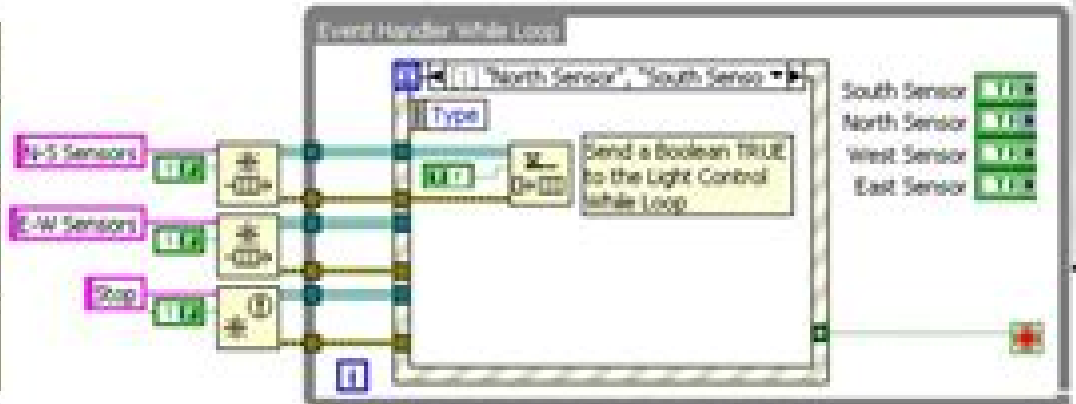 Event Handler While Loop
"North Sensor", "South Senso
Type
N-S Sensors
Send a Boolean TRUE
to the Light Control
While Loop
E-W Sensors
Stop
South Sensor
North Sensor
West Sensor
East Sensor
i